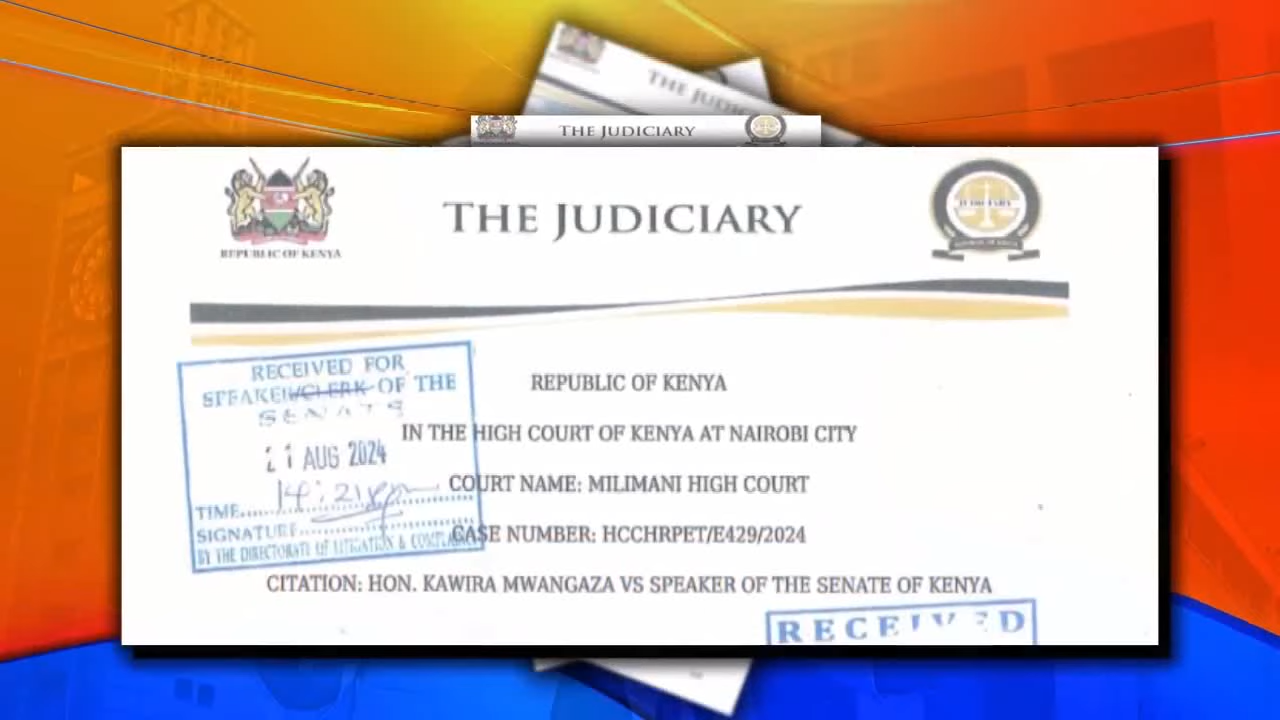 THE JUDICIARY
THE JUDICIARY
REPUBLIC OF KENYA
RECEIVED FOR
SPEAKER/CLERK OF THE
SENATE
21 AUG 2024
TIME 14:21pm
SIGNATURE
BY THE DIRECTORATE OF LITIGATION &
REPUBLIC OF KENYA
IN THE HIGH COURT OF KENYA AT NAIROBI CITY
COURT NAME: MILIMANI HIGH COURT
CASE NUMBER: HCCHRPET/E429/2024
CITATION: HON. KAWIRA MWANGAZA VS SPEAKER OF THE SENATE OF KENYA
RECEIVED